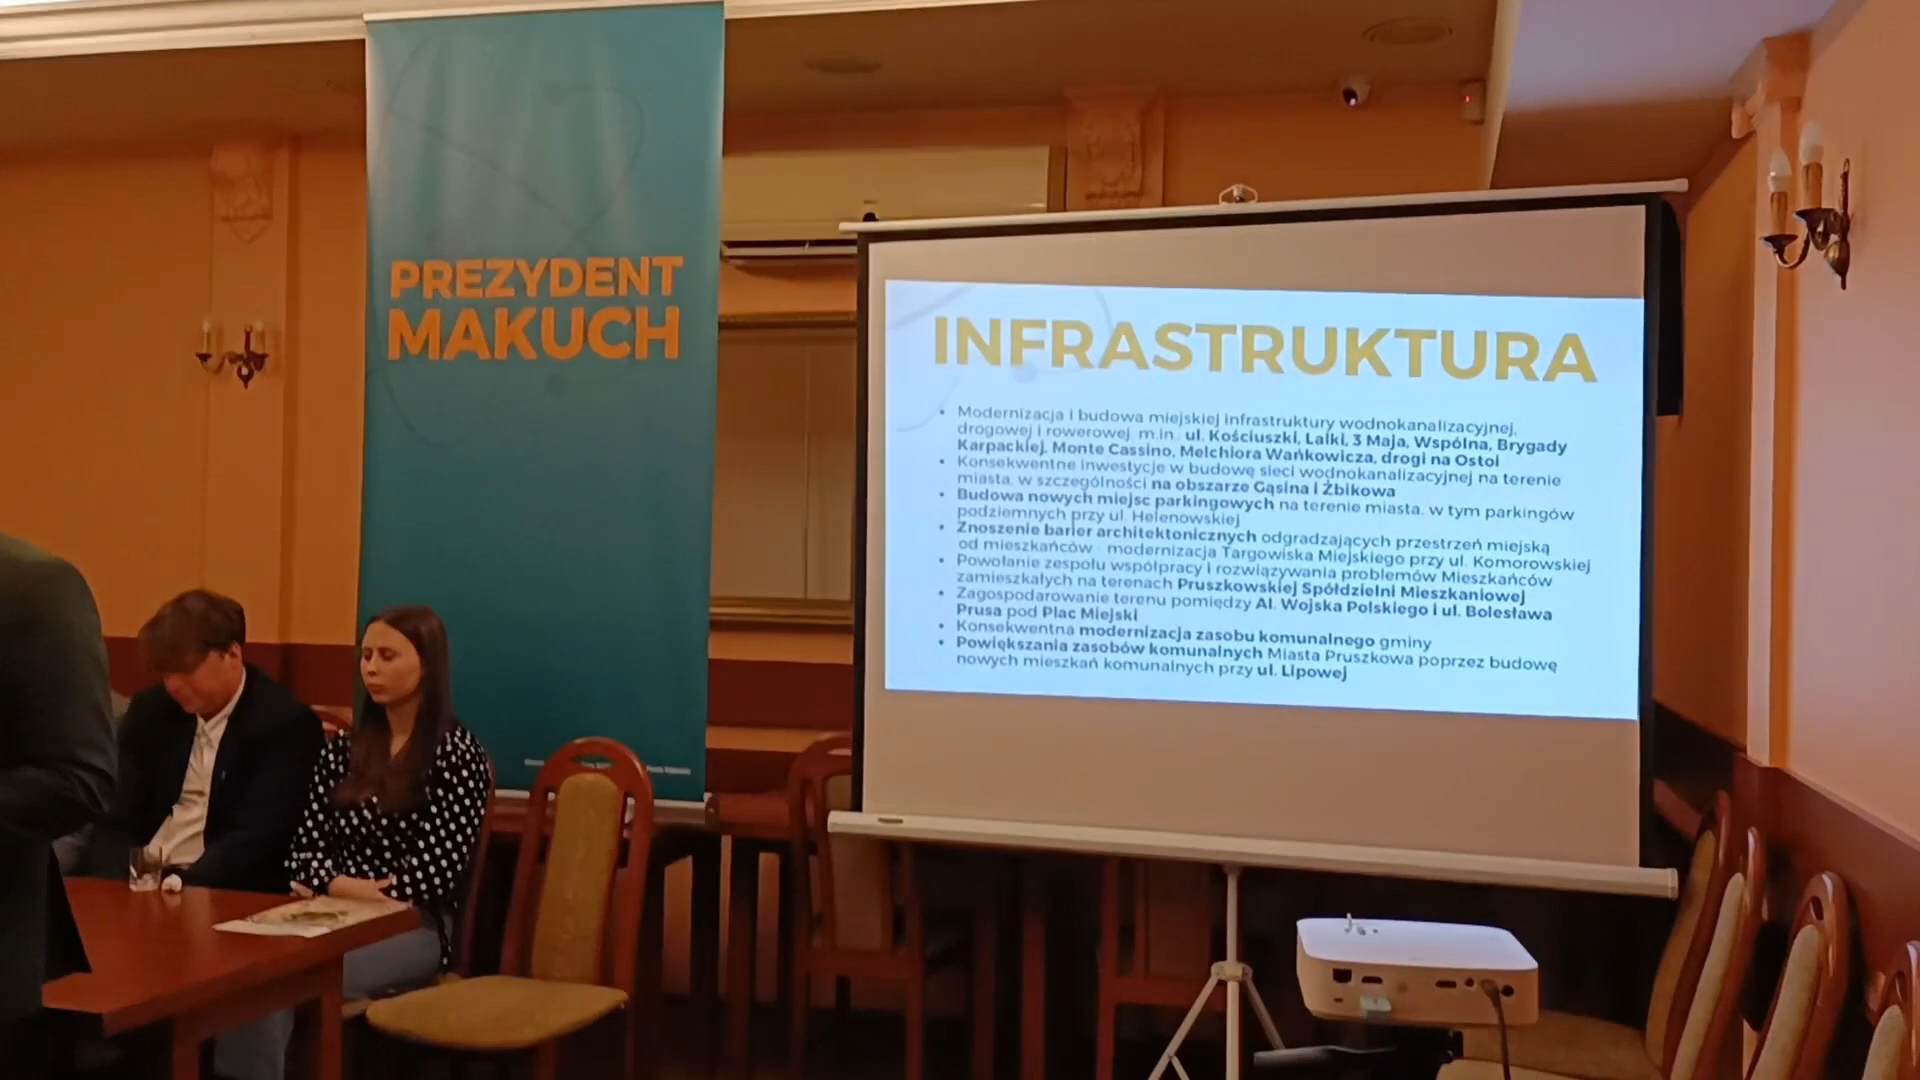 PREZYDENT
MAKUCH
INFRASTRUKTURA
• Modernizacja i budowa miejskiej infrastruktury wodnokanalizacyjnej,
drogowej i rowerowej m.in. ul. Kościuszki, Lalki, 3 Maja, Wspólna, Brygady
Karpackiej, Monte Cassino, Melchiora Wańkowicza, drogi na Ostoi
• Konsekwentne inwestycje w budowę sieci wodnokanalizacyjnej na terenie
miasta, w szczególności na obszarze Gąsina i Żbikowa
• Budowa nowych miejsc parkingowych na terenie miasta, w tym parkingów
podziemnych przy ul. Helenowskiej
• Znoszenie barier architektonicznych odgradzających przestrzeń miejską
od mieszkańców - modernizacja Targowiska Miejskiego przy ul. Komorowskiej
• Powołanie zespołu współpracy i rozwiązywania problemów Mieszkańców
zamieszkałych na terenach Pruszkowskiej Spółdzielni Mieszkaniowej
• Zagospodarowanie terenu pomiędzy Al. Wojska Polskiego i ul. Bolesława
Prusa pod Plac Miejski
• Konsekwentna modernizacja zasobu komunalnego gminy
• Powiększania zasobów komunalnych Miasta Pruszkowa poprzez budowę
nowych mieszkań komunalnych przy ul. Lipowej